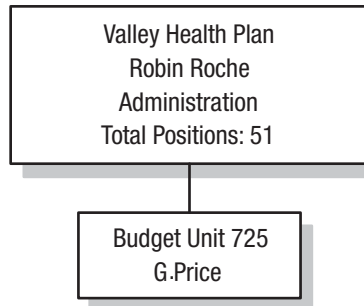 Valley Health Plan
Robin Roche
Administration
Total Positions: 51
Budget Unit 725
G.Price